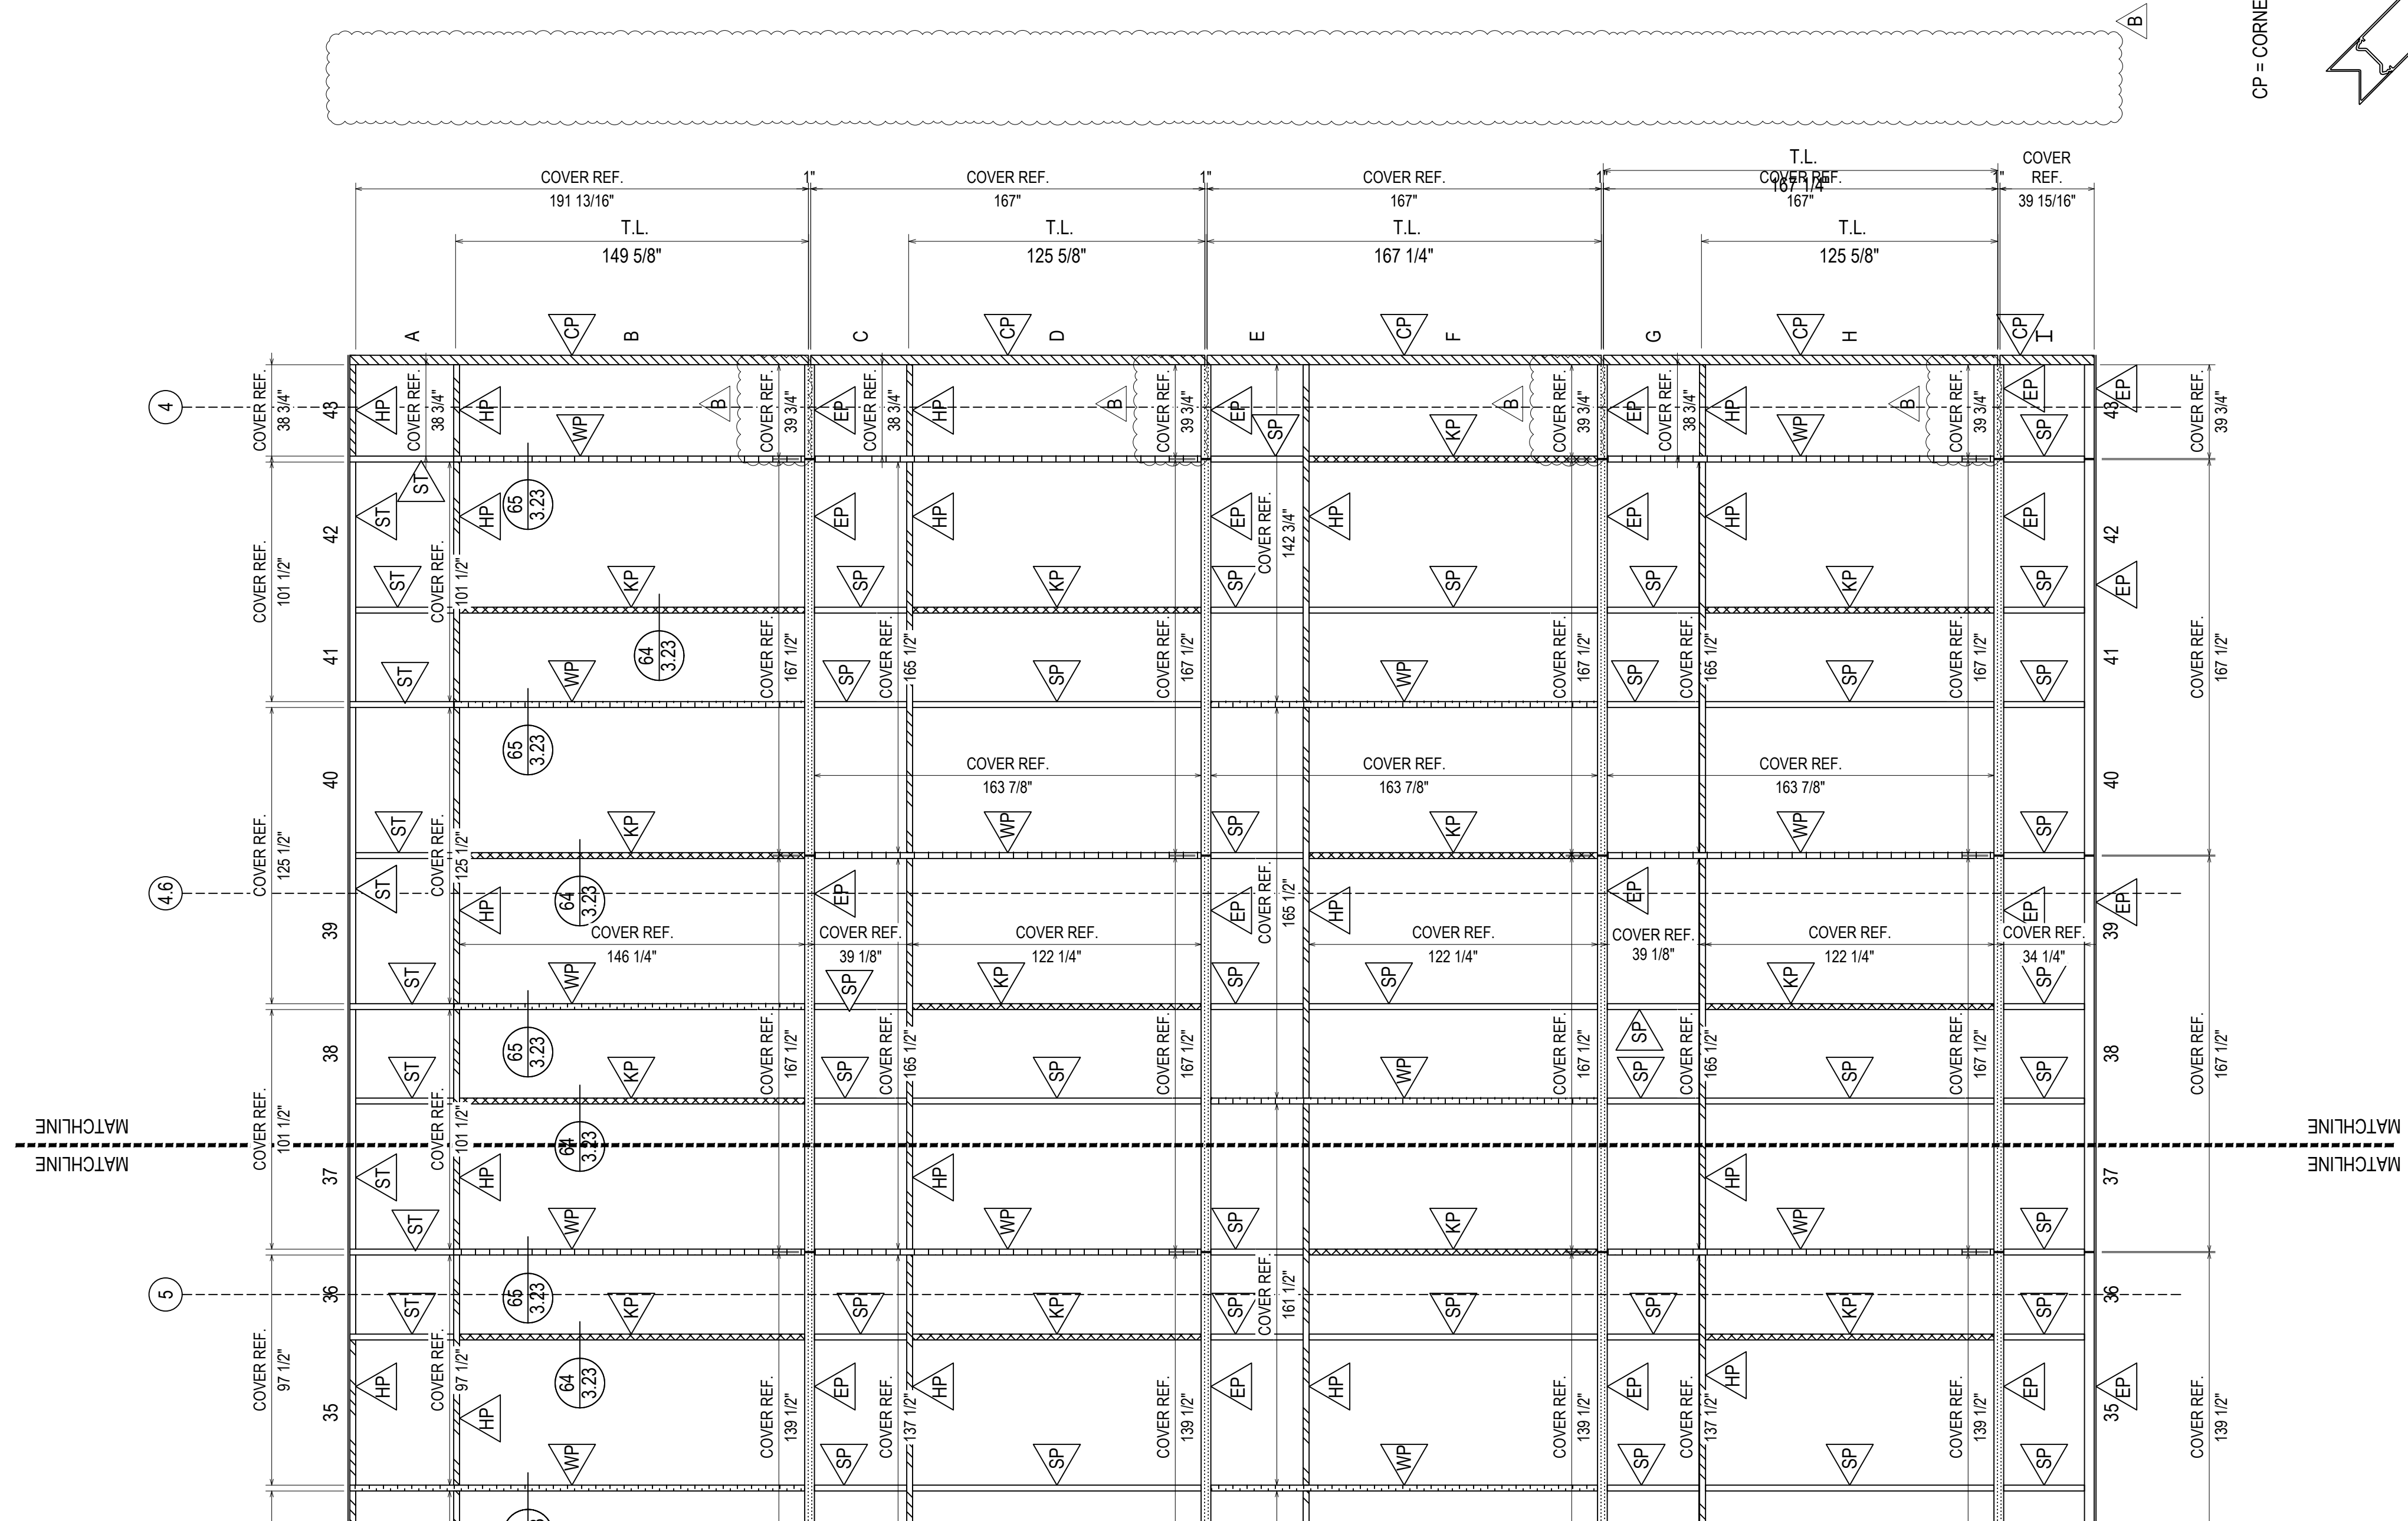 B
CP = CORNE
COVER REF.
191 13/16"
1"
COVER REF.
167"
1"
COVER REF.
167"
1"
T.L.
167 1/4"
COVER REF.
167"
1"
COVER
REF.
39 15/16"
T.L.
149 5/8"
T.L.
125 5/8"
T.L.
167 1/4"
T.L.
125 5/8"
A
CP
B
C
CP
D
E
CP
F
G
CP
H
CP
I
4
COVER REF.
38 3/4"
43
HP
COVER REF.
38 3/4"
HP
WP
B
COVER REF.
39 3/4"
EP
COVER REF.
38 3/4"
HP
B
COVER REF.
39 3/4"
EP
SP
KP
B
COVER REF.
39 3/4"
EP
COVER REF.
38 3/4"
HP
WP
B
COVER REF.
39 3/4"
EP
SP
43
EP
COVER REF.
39 3/4"
ST
65
3.23
COVER REF.
101 1/2"
42
ST
ST
COVER REF.
101 1/2"
HP
KP
EP
SP
HP
KP
EP
SP
COVER REF.
142 3/4"
HP
SP
EP
SP
HP
KP
EP
SP
42
EP
41
ST
WP
64
3.23
COVER REF.
167 1/2"
SP
COVER REF.
165 1/2"
SP
COVER REF.
167 1/2"
WP
COVER REF.
167 1/2"
SP
COVER REF.
165 1/2"
SP
COVER REF.
167 1/2"
SP
41
COVER REF.
167 1/2"
65
3.23
40
ST
KP
COVER REF.
163 7/8"
WP
COVER REF.
163 7/8"
SP
KP
COVER REF.
163 7/8"
WP
SP
40
COVER REF.
125 1/2"
COVER REF.
125 1/2"
4.6
39
ST
HP
64
3.23
EP
EP
COVER REF.
165 1/2"
HP
EP
EP
EP
39
COVER REF.
146 1/4"
COVER REF.
39 1/8"
COVER REF.
122 1/4"
COVER REF.
122 1/4"
COVER REF.
39 1/8"
COVER REF.
122 1/4"
COVER REF.
34 1/4"
ST
WP
SP
KP
SP
SP
KP
SP
38
ST
65
3.23
KP
COVER REF.
167 1/2"
SP
COVER REF.
165 1/2"
SP
COVER REF.
167 1/2"
WP
COVER REF.
167 1/2"
SP
SP
COVER REF.
165 1/2"
SP
COVER REF.
167 1/2"
SP
38
COVER REF.
167 1/2"
MATCHLINE
MATCHLINE
COVER REF.
101 1/2"
COVER REF.
101 1/2"
64
3.23
MATCHLINE
MATCHLINE
37
ST
HP
HP
HP
37
ST
WP
WP
SP
KP
WP
SP
5
36
ST
65
3.23
KP
SP
KP
SP
COVER REF.
161 1/2"
SP
SP
KP
SP
36
COVER REF.
97 1/2"
35
HP
COVER REF.
97 1/2"
HP
64
3.23
WP
COVER REF.
139 1/2"
EP
SP
COVER REF.
137 1/2"
HP
SP
COVER REF.
139 1/2"
EP
HP
WP
COVER REF.
139 1/2"
EP
SP
COVER REF.
137 1/2"
HP
SP
COVER REF.
139 1/2"
EP
SP
35
EP
COVER REF.
139 1/2"